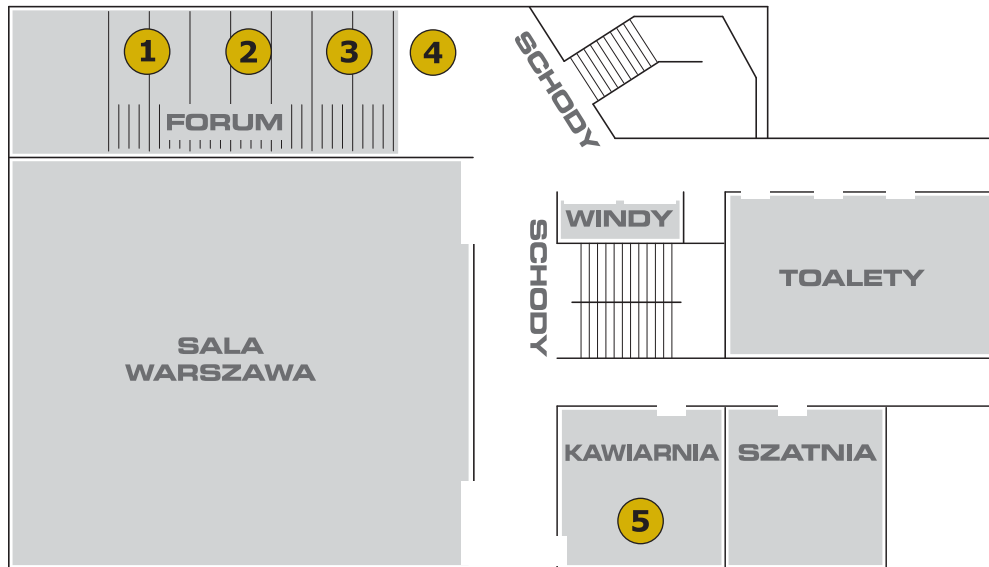 1
2
3
4
FORUM
SCHODY
WINDY
SCHODY
TOALETY
SALA
WARSZAWA
KAWIARNIA
SZATNIA
5